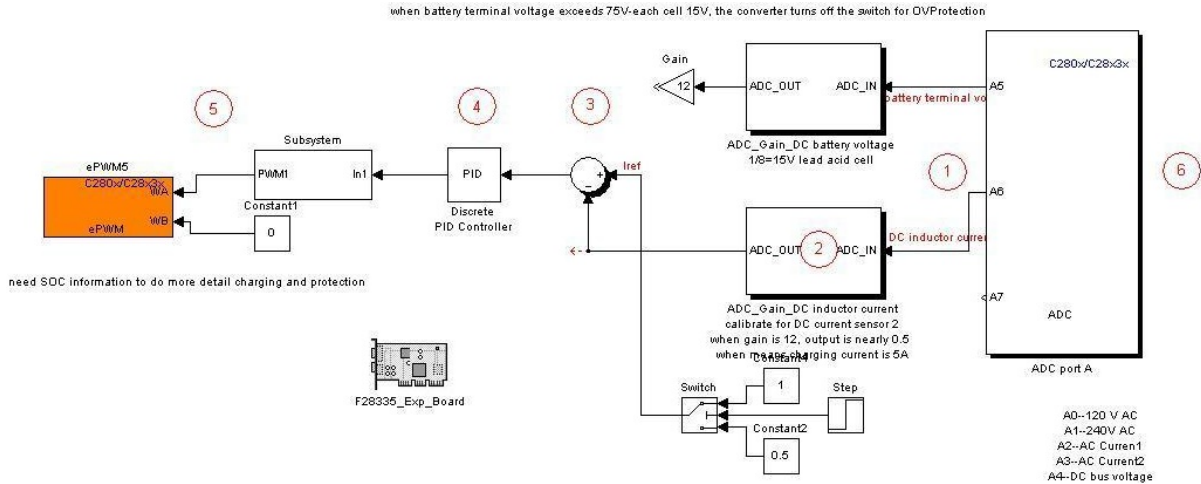 when battery terminal voltage exceeds 75V-each cell 15V, the converter turns off the switch for OVProtection
Gain
12
ADC_OUT
ADC_IN
C280x/C28x3x
A5
battery terminal vo
ADC_Gain_DC battery voltage
1/8=15V lead acid cell
5
4
3
1
6
ePWM5
C280x/C28x3x
WA
WB
ePWM
Subsystem
PWM1
In1
Constant1
0
PID
Discrete
PID Controller
Iref
+
-
A6
DC inductor curren
ADC_OUT
2
ADC_IN
A7
ADC
ADC port A
need SOC information to do more detail charging and protection
ADC_Gain_DC inductor current
calibrate for DC current sensor 2
when gain is 12, output is nearly 0.5
when means charging current is 5A
F28335_Exp_Board
Switch
Constant4
1
Step
Constant2
0.5
A0--120 V AC
A1--240V AC
A2--AC Curren1
A3--AC Current2
A4--DC bus voltage